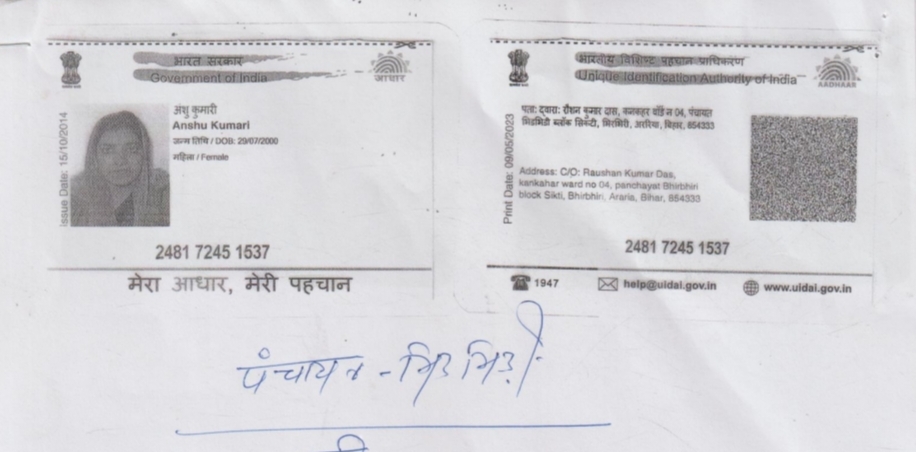 भारत सरकार
Government of India
आधार
Issue Date: 15/10/2014
अंशु कुमारी
Anshu Kumari
जन्म तिथि / DOB: 29/07/2000
महिला / Female
2481 7245 1537
मेरा आधार, मेरी पहचान
भारतीय विशिष्ट पहचान प्राधिकरण
Unique Identification Authority of India
AADHAAR
Print Date: 09/05/2023
पता: द्वारा: रौशन कुमार दास, कनकहर वॉर्ड न 04, पंचायत
ब्लॉक सिकटी, अररिया, बिहार, 854333
Address: C/O: Raushan Kumar Das,
kankahar ward no 04, panchayat Bhirbhiri
block Sikti, Bhirbhiri, Araria, Bihar, 854333
2481 7245 1537
1947
help@uidai.gov.in
www.uidai.gov.in
पंचायत - भिड़भिड़ी